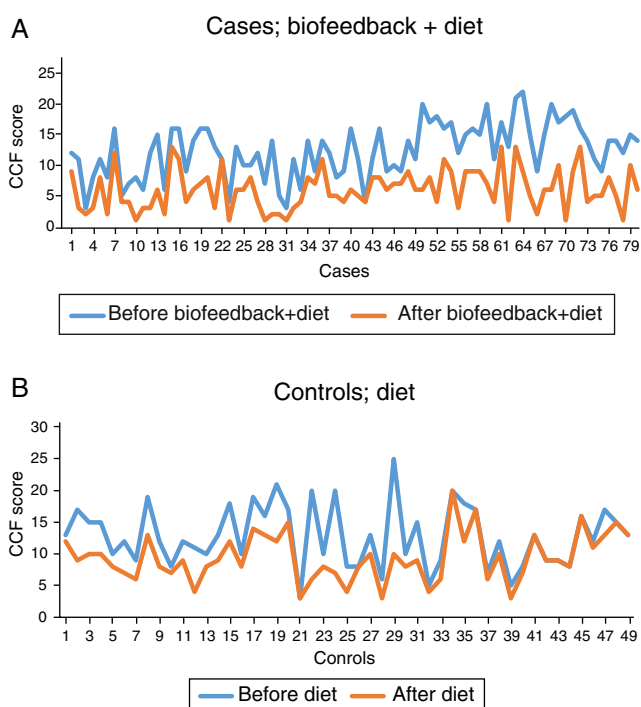 A
Cases; biofeedback + diet
CCF score
25
20
15
10
5
0
1 4 7 10 13 16 19 22 25 28 31 34 37 40 43 46 49 52 55 58 61 64 67 70 73 76 79
Cases
Before biofeedback+diet After biofeedback+diet
B
Controls; diet
CCF score
30
25
20
15
10
5
0
1 3 5 7 9 11 13 15 17 19 21 23 25 27 29 31 33 35 37 39 41 43 45 47 49
Conrols
Before diet After diet